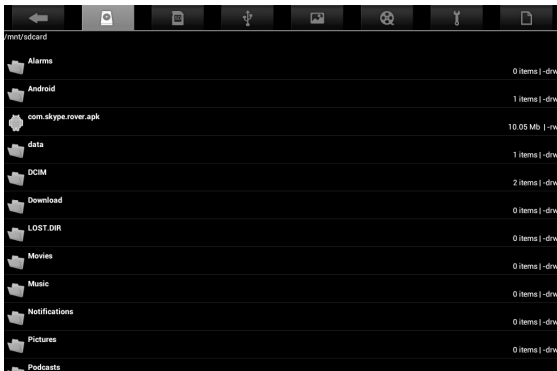 /mnt/sdcard
Alarms
0 items | -drw
Android
1 items | -drw
com.skype.rover.apk
10.05 Mb | -rw
data
1 items | -drw
DCIM
2 items | -drw
Download
0 items | -drw
LOST.DIR
0 items | -drw
Movies
0 items | -drw
Music
0 items | -drw
Notifications
0 items | -drw
Pictures
0 items | -drw
Podcasts